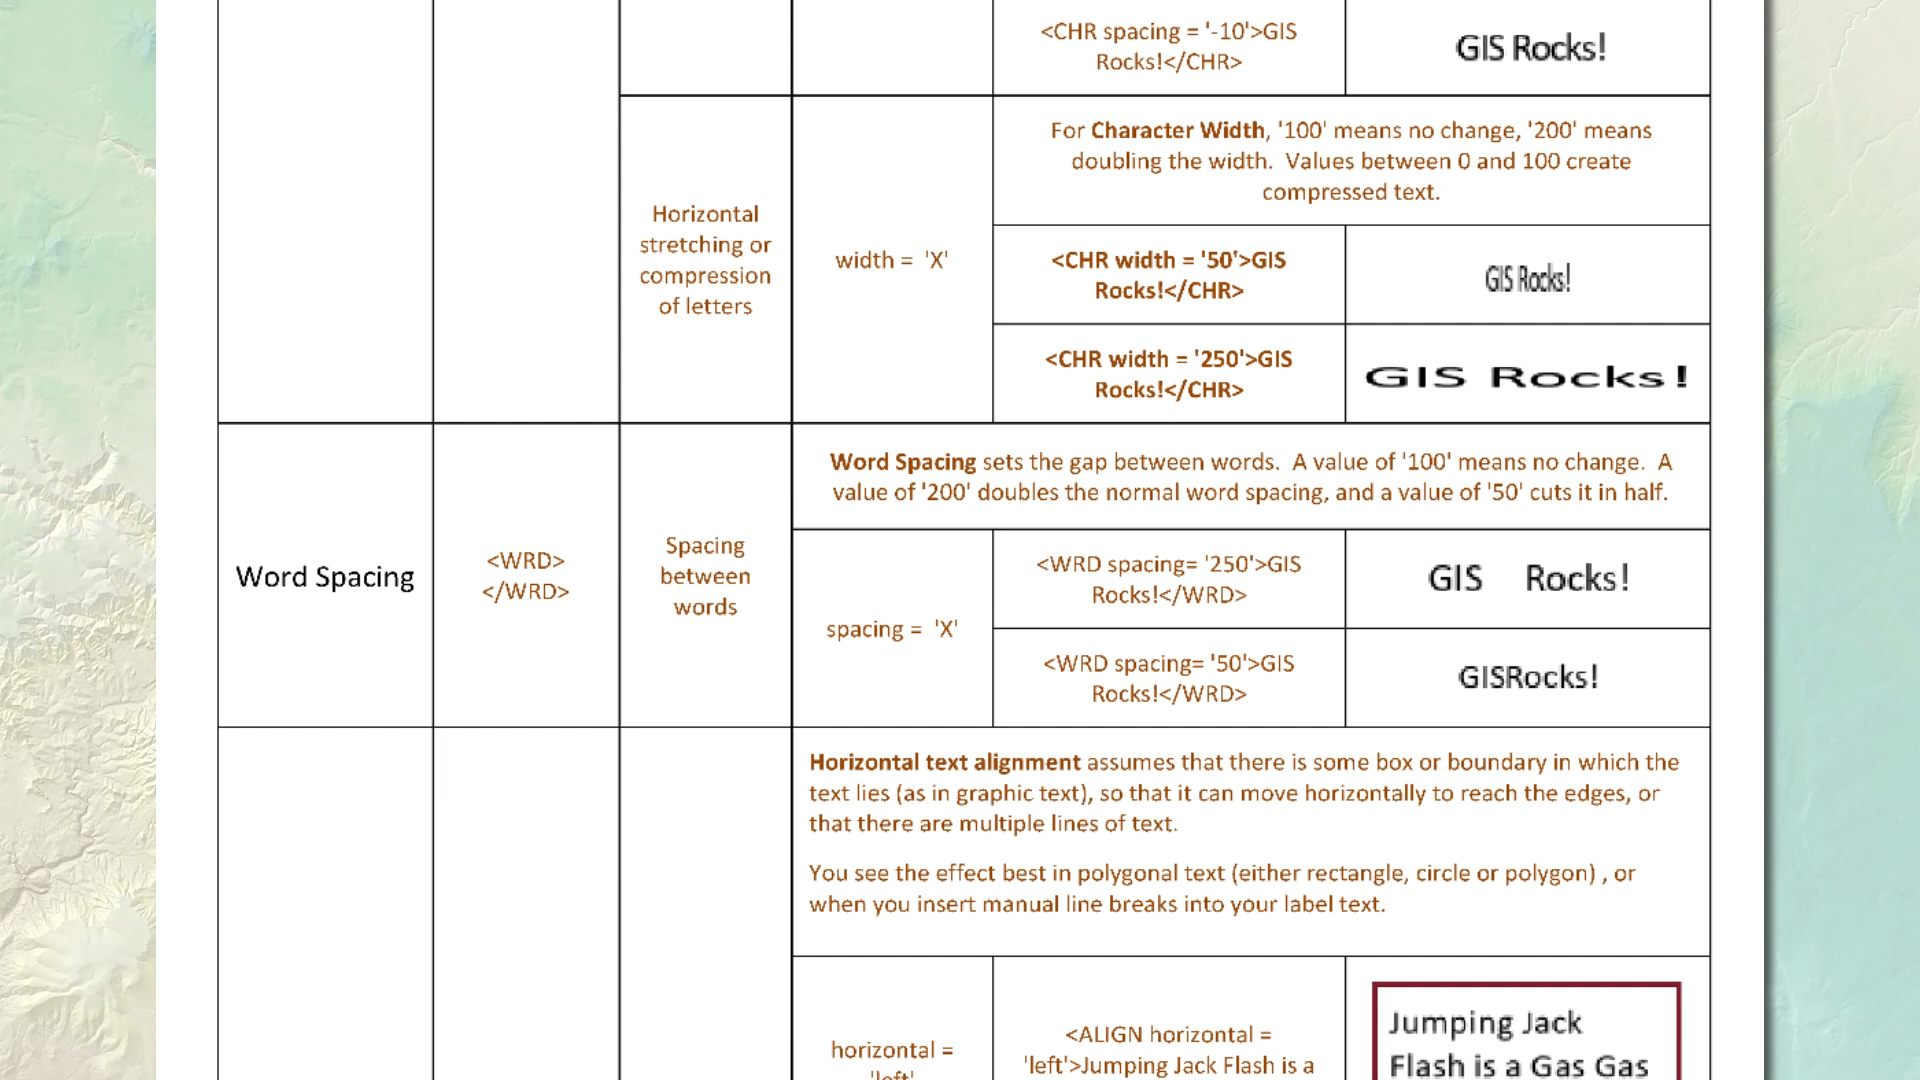 <CHR spacing = '-10'>GIS
Rocks!</CHR>
GIS Rocks!
Horizontal
stretching or
compression
of letters
width = 'X'
For Character Width, '100' means no change, '200' means
doubling the width. Values between 0 and 100 create
compressed text.
<CHR width = '50'>GIS
Rocks!</CHR>
GIS Rocks!
<CHR width = '250'>GIS
Rocks!</CHR>
GIS Rocks!
Word Spacing
<WRD>
</WRD>
Spacing
between
words
Word Spacing sets the gap between words. A value of '100' means no change. A
value of '200' doubles the normal word spacing, and a value of '50' cuts it in half.
spacing = 'X'
<WRD spacing= '250'>GIS
Rocks!</WRD>
GIS Rocks!
<WRD spacing= '50'>GIS
Rocks!</WRD>
GISRocks!
Horizontal text alignment assumes that there is some box or boundary in which the
text lies (as in graphic text), so that it can move horizontally to reach the edges, or
that there are multiple lines of text.
You see the effect best in polygonal text (either rectangle, circle or polygon) , or
when you insert manual line breaks into your label text.
horizontal =
'left'
<ALIGN horizontal =
'left'>Jumping Jack Flash is a
Jumping Jack
Flash is a Gas Gas